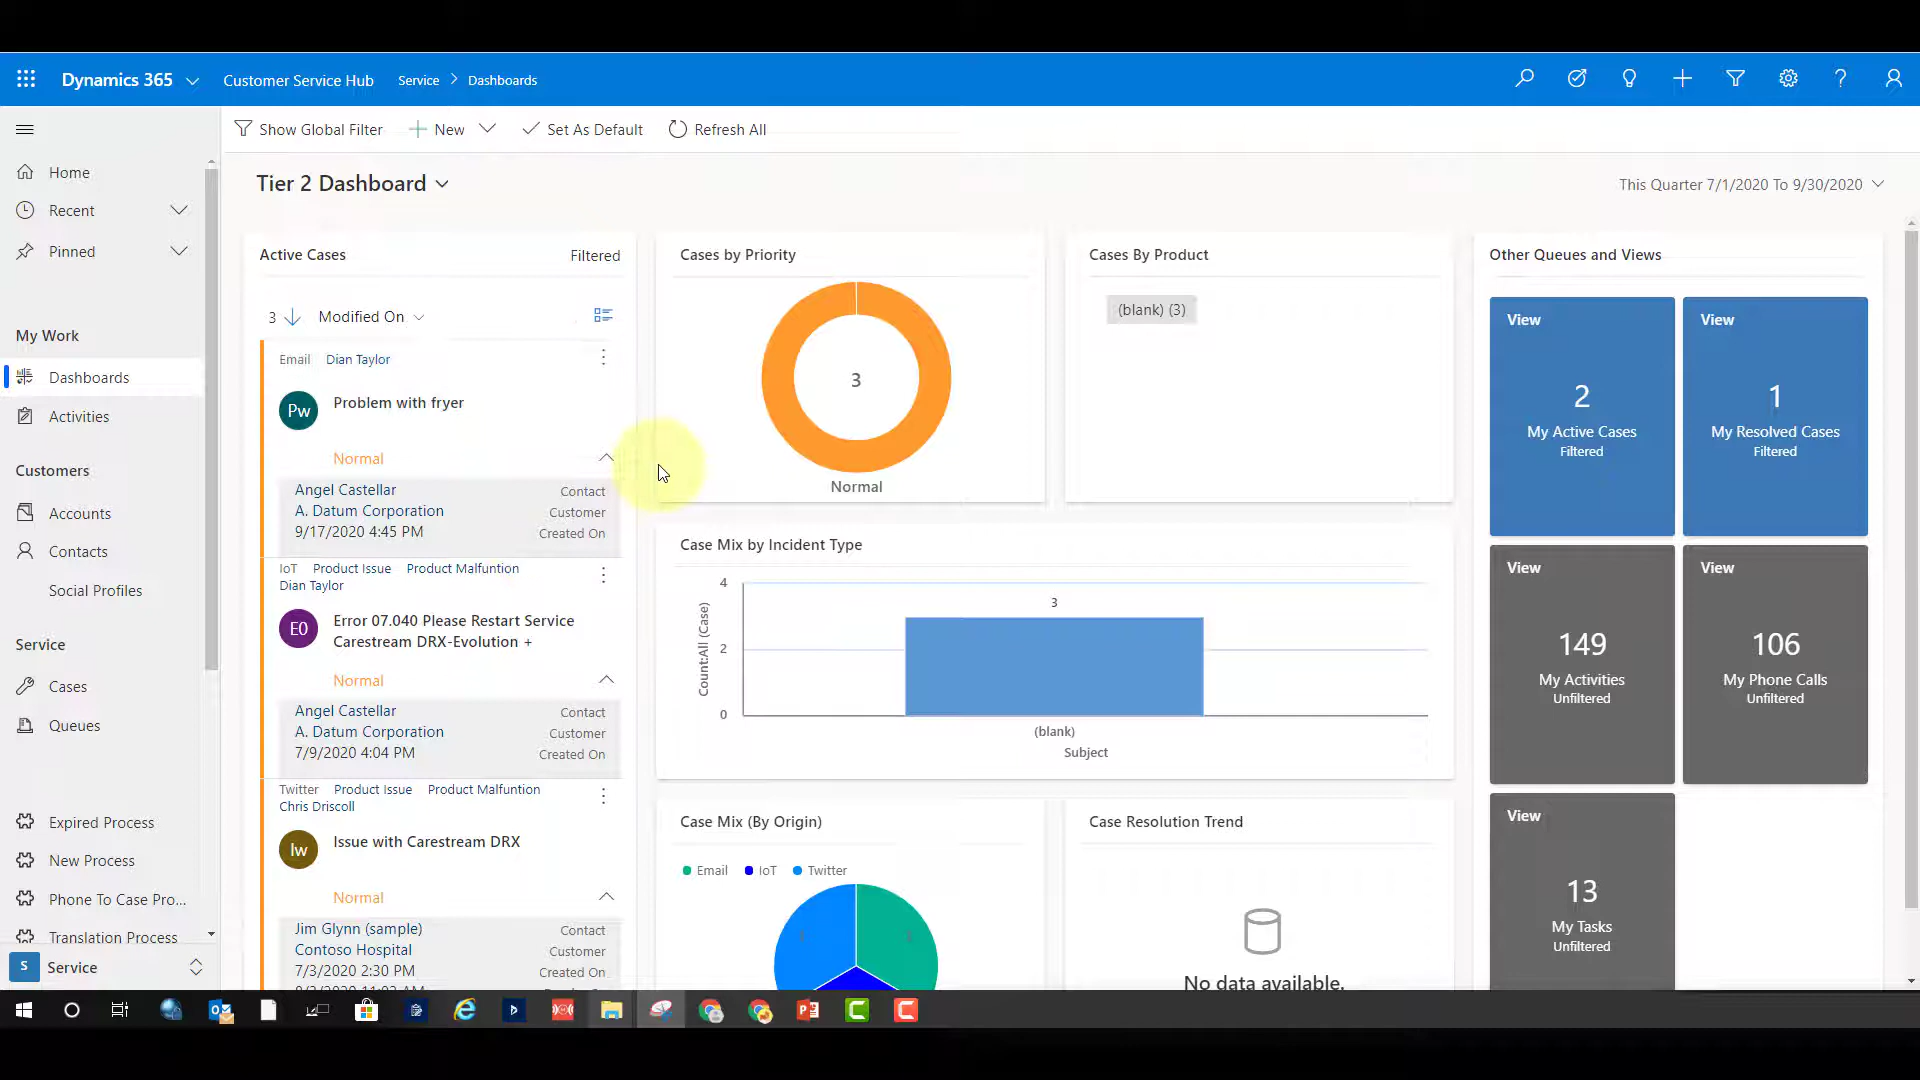 Dynamics 365
Customer Service Hub
Service > Dashboards
Show Global Filter
New
Set As Default
Refresh All
Home
Recent
Pinned
My Work
Dashboards
Activities
Customers
Accounts
Contacts
Social Profiles
Service
Cases
Queues
Expired Process
New Process
Phone To Case Pro...
Translation Process
S Service
Tier 2 Dashboard
This Quarter 7/1/2020 To 9/30/2020
Active Cases
Filtered
3
Modified On
Email Dian Taylor
Pw
Problem with fryer
Normal
Angel Castellar Contact
A. Datum Corporation Customer
9/17/2020 4:45 PM Created On
IoT Product Issue Product Malfuntion
Dian Taylor
E0
Error 07.040 Please Restart Service
Carestream DRX-Evolution +
Normal
Angel Castellar Contact
A. Datum Corporation Customer
7/9/2020 4:04 PM Created On
Twitter Product Issue Product Malfuntion
Chris Driscoll
Iw
Issue with Carestream DRX
Normal
Jim Glynn (sample) Contact
Contoso Hospital Customer
7/3/2020 2:30 PM Created On
Cases by Priority
3
Normal
Cases By Product
(blank) (3)
Case Mix by Incident Type
4
3
2
0
Count:All (Case)
(blank)
Subject
Case Mix (By Origin)
Email IoT Twitter
Case Resolution Trend
No data available.
Other Queues and Views
View
2
My Active Cases
Filtered
View
1
My Resolved Cases
Filtered
View
149
My Activities
Unfiltered
View
106
My Phone Calls
Unfiltered
View
13
My Tasks
Unfiltered